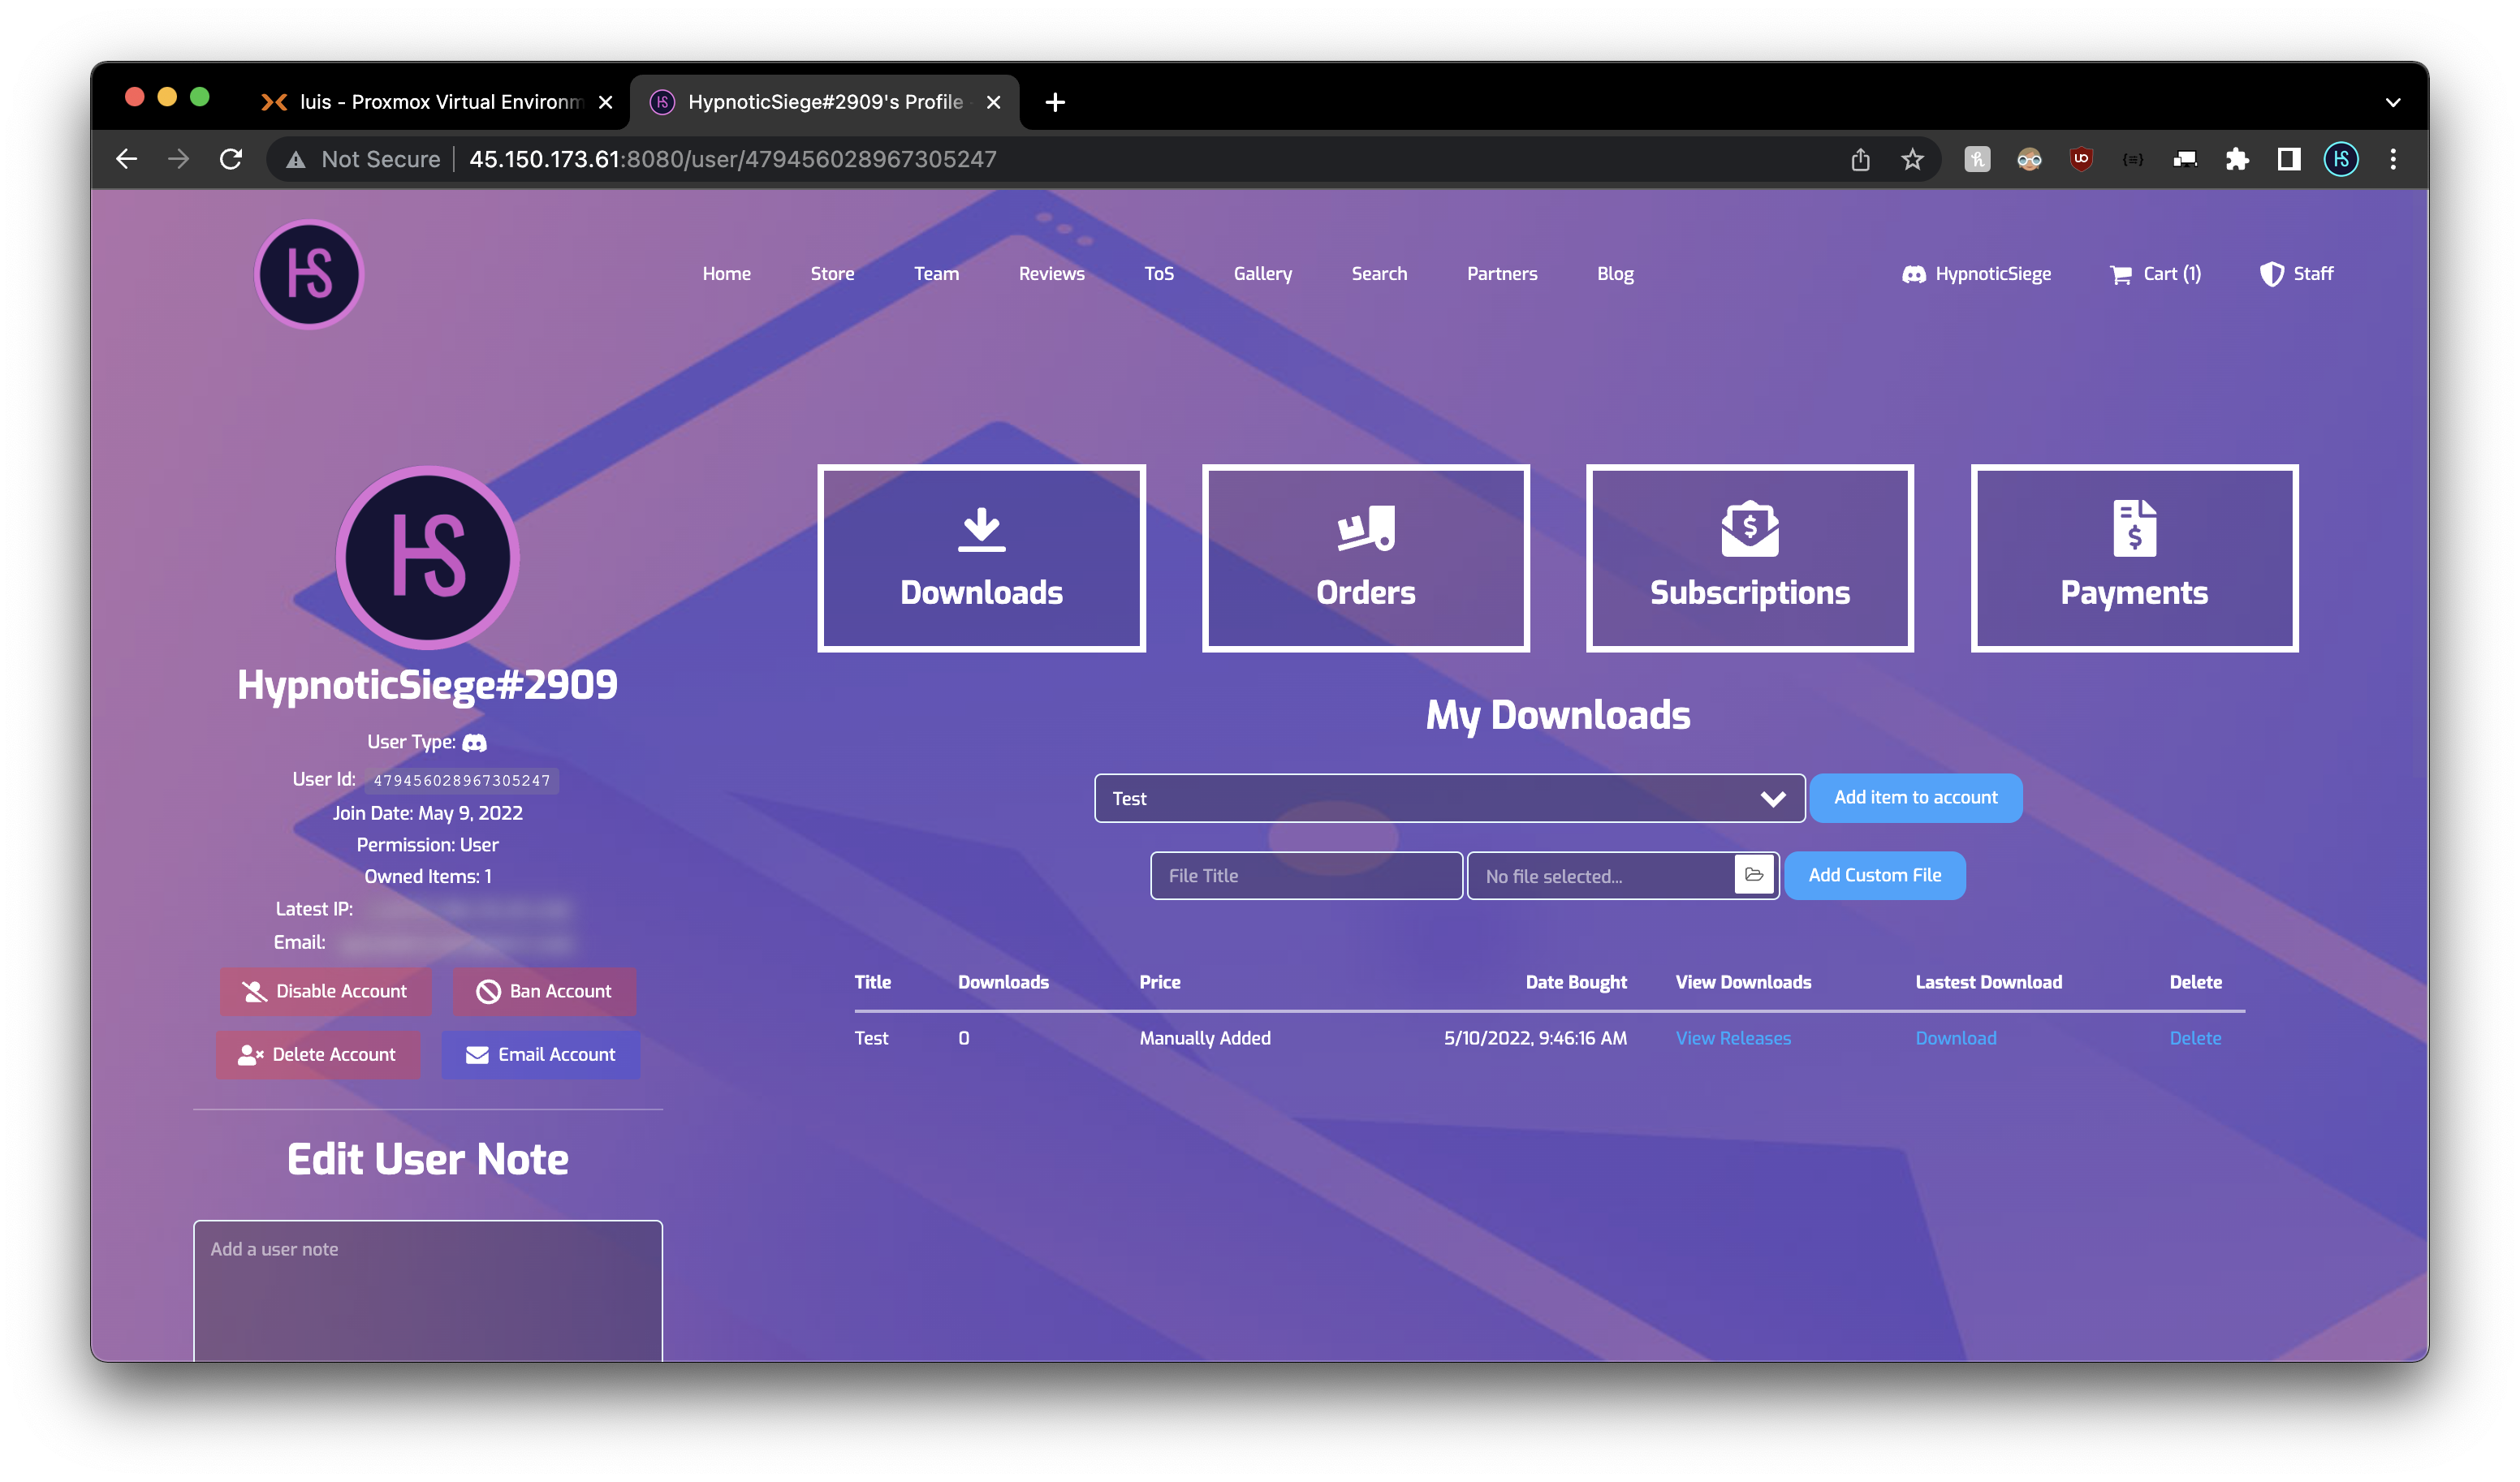 luis - Proxmox Virtual Environm
HypnoticSiege#2909's Profile
Not Secure 45.150.173.61:8080/user/479456028967305247
HS
Home Store Team Reviews ToS Gallery Search Partners Blog HypnoticSiege Cart (1) Staff
HS
Downloads Orders Subscriptions Payments
HypnoticSiege#2909
User Type:
User Id: 479456028967305247
Join Date: May 9, 2022
Permission: User
Owned Items: 1
Latest IP:
Email:
Disable Account Ban Account
Delete Account Email Account
Edit User Note
Add a user note
My Downloads
Test Add item to account
File Title No file selected... Add Custom File
Title Downloads Price Date Bought View Downloads Lastest Download Delete
Test 0 Manually Added 5/10/2022, 9:46:16 AM View Releases Download Delete